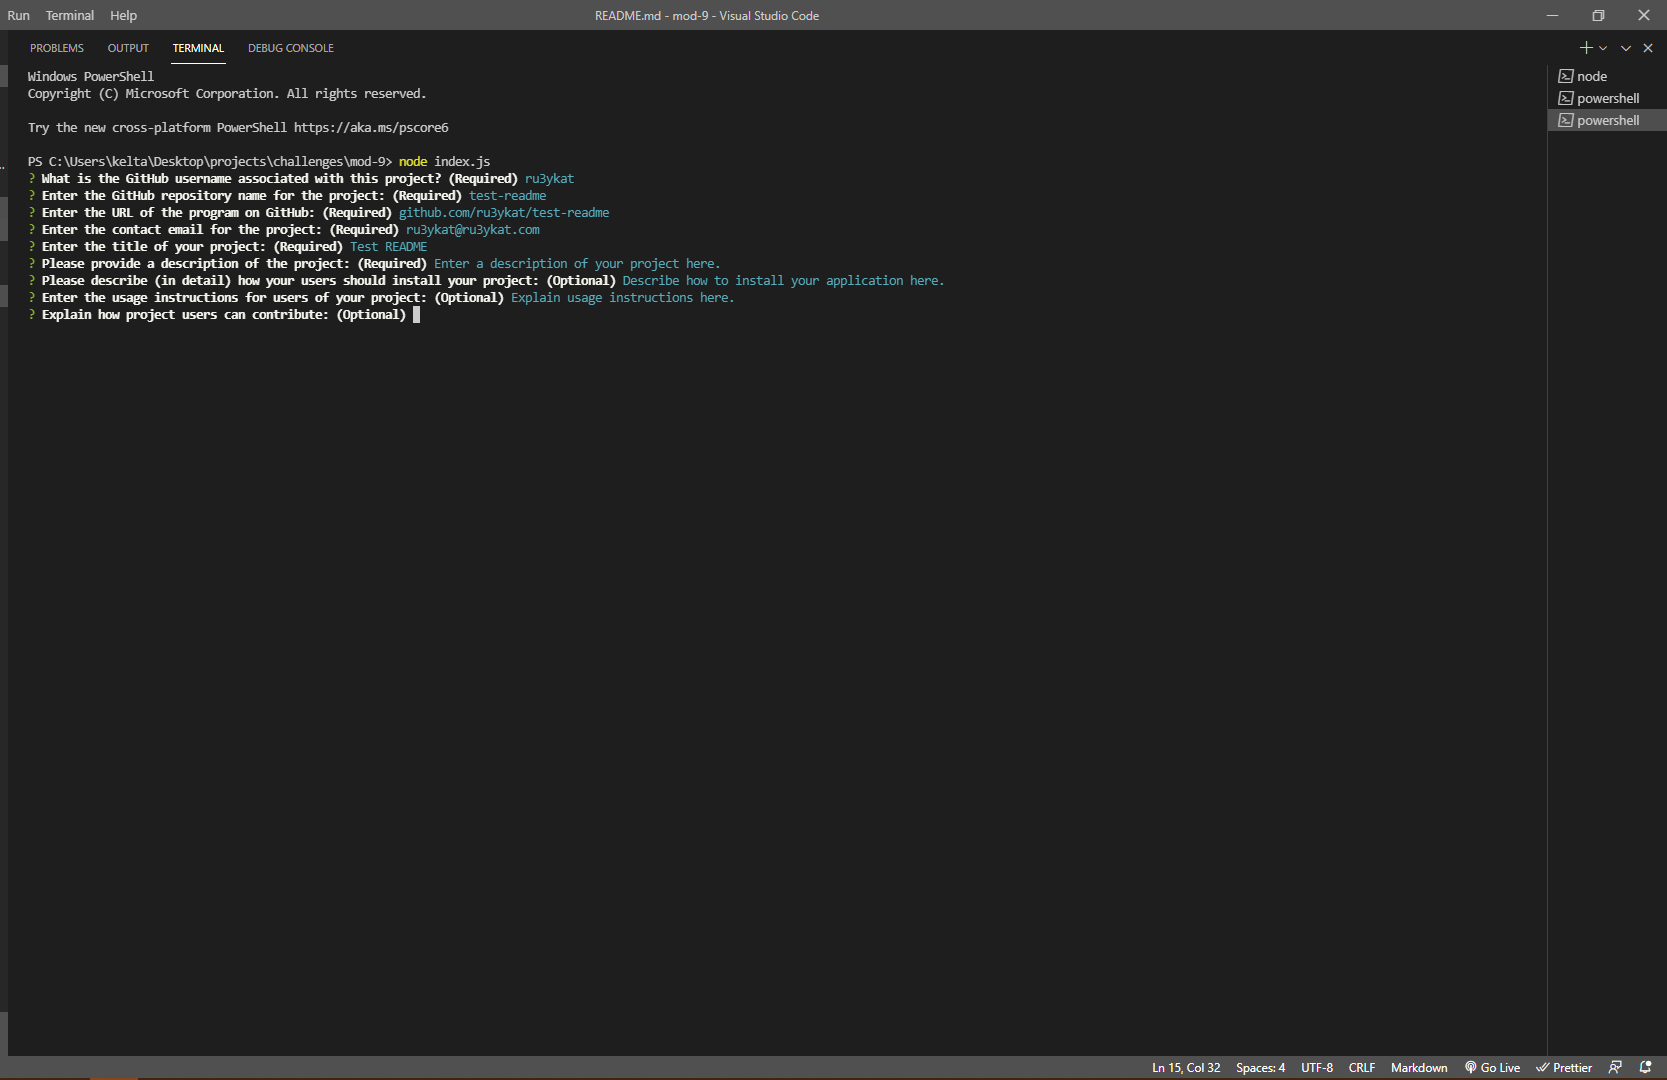 Run Terminal Help
README.md - mod-9 - Visual Studio Code
PROBLEMS OUTPUT TERMINAL DEBUG CONSOLE
Windows PowerShell
Copyright (C) Microsoft Corporation. All rights reserved.
Try the new cross-platform PowerShell https://aka.ms/pscore6
PS C:\Users\kelta\Desktop\projects\challenges\mod-9> node index.js
? What is the GitHub username associated with this project? (Required) ru3ykat
? Enter the GitHub repository name for the project: (Required) test-readme
? Enter the URL of the program on GitHub: (Required) github.com/ru3ykat/test-readme
? Enter the contact email for the project: (Required) ru3ykat@ru3ykat.com
? Enter the title of your project: (Required) Test README
? Please provide a description of the project: (Required) Enter a description of your project here.
? Please describe (in detail) how your users should install your project: (Optional) Describe how to install your application here.
? Enter the usage instructions for users of your project: (Optional) Explain usage instructions here.
? Explain how project users can contribute: (Optional)
node
powershell
powershell
Ln 15, Col 32 Spaces: 4 UTF-8 CRLF Markdown Go Live Prettier